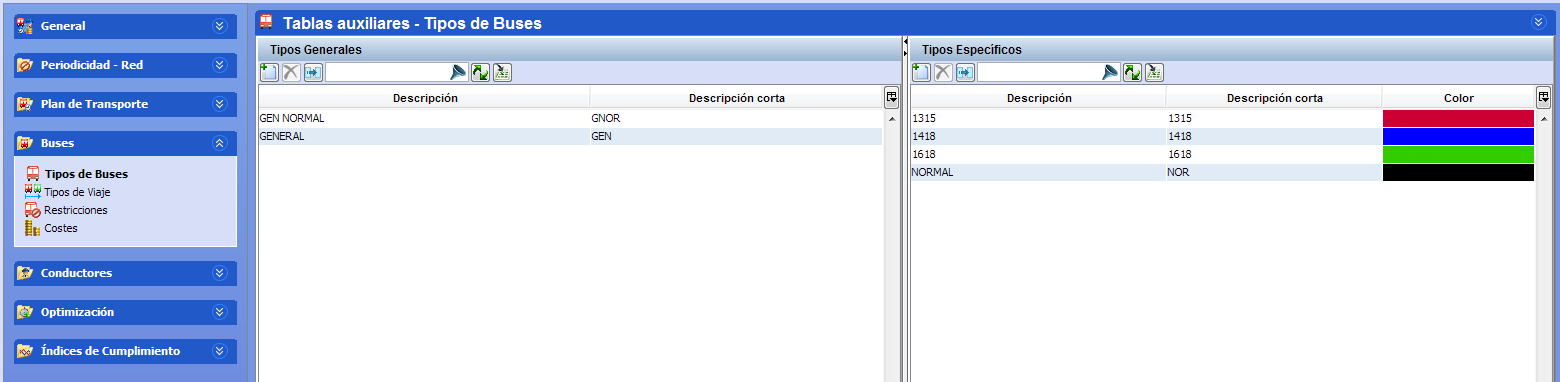 General
Periodicidad - Red
Plan de Transporte
Buses
Tipos de Buses
Tipos de Viaje
Restricciones
Costes
Conductores
Optimización
Índices de Cumplimiento
Tablas auxiliares - Tipos de Buses
Tipos Generales
Descripción Descripción corta
GEN NORMAL GNOR
GENERAL GEN
Tipos Específicos
Descripción Descripción corta Color
1315 1315
1418 1418
1618 1618
NORMAL NOR